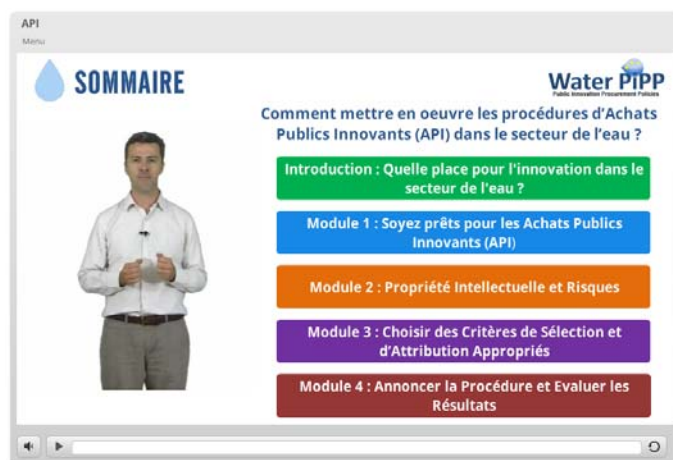 API
Menu
SOMMAIRE
Water PiPP
Public Innovation Procurement Policies
Comment mettre en oeuvre les procédures d'Achats
Publics Innovants (API) dans le secteur de l'eau ?
Introduction : Quelle place pour l'innovation dans le
secteur de l'eau ?
Module 1 : Soyez prêts pour les Achats Publics
Innovants (API)
Module 2 : Propriété Intellectuelle et Risques
Module 3 : Choisir des Critères de Sélection et
d'Attribution Appropriés
Module 4 : Annoncer la Procédure et Evaluer les
Résultats